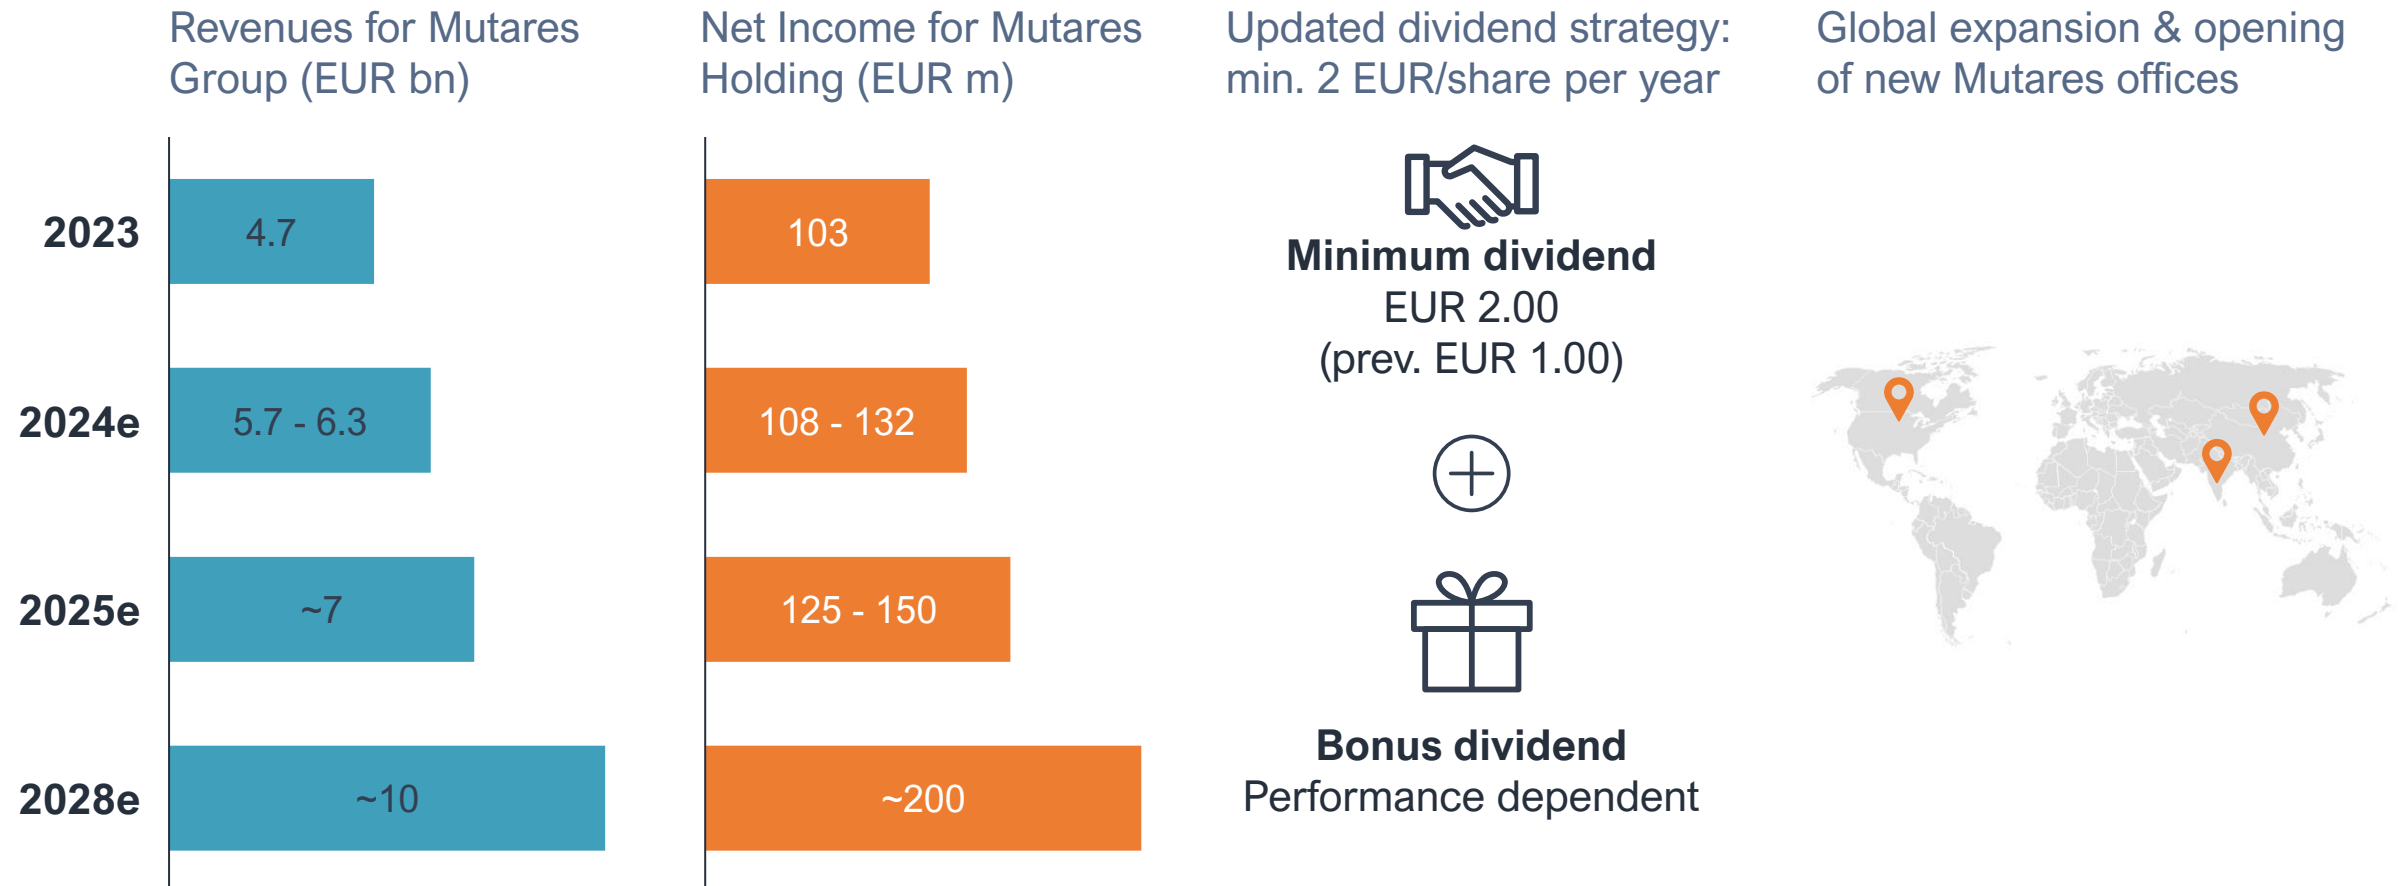 Revenues for Mutares
Group (EUR bn)
2023
4.7
2024e
5.7 - 6.3
2025e
~7
2028e
~10
Net Income for Mutares
Holding (EUR m)
103
108 - 132
125 - 150
~200
Updated dividend strategy:
min. 2 EUR/share per year
Minimum dividend
EUR 2.00
(prev. EUR 1.00)
Bonus dividend
Performance dependent
Global expansion & opening
of new Mutares offices